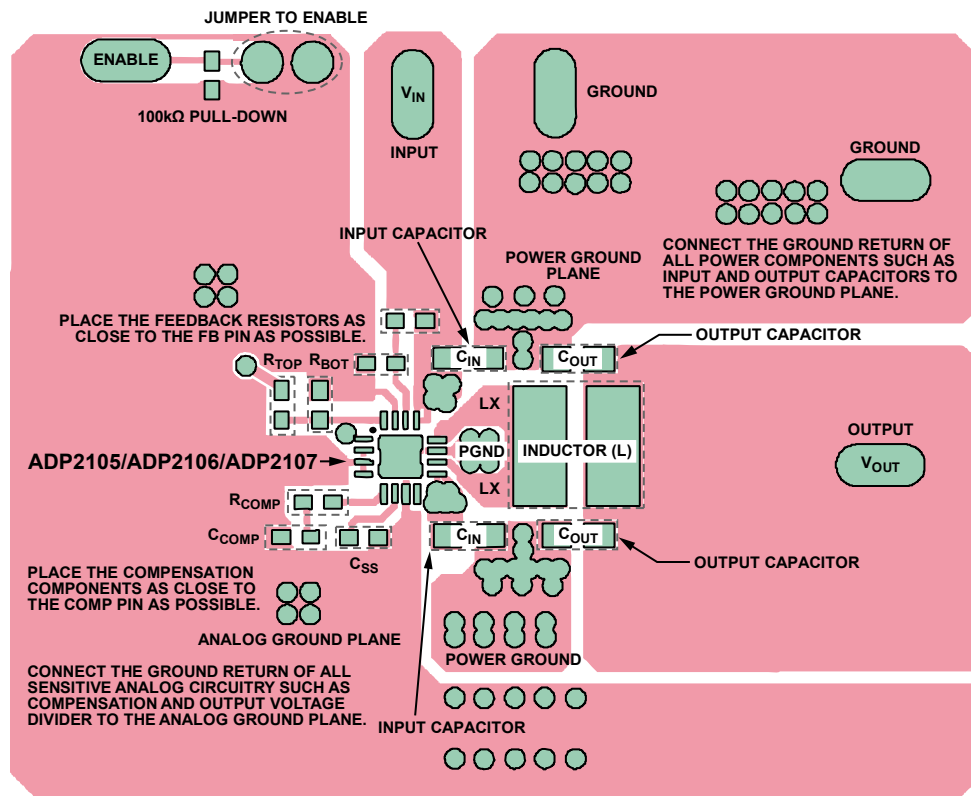 JUMPER TO ENABLE
ENABLE
100kΩ PULL-DOWN
VIN
INPUT
GROUND
GROUND
CONNECT THE GROUND RETURN OF
ALL POWER COMPONENTS SUCH AS
INPUT AND OUTPUT CAPACITORS TO
THE POWER GROUND PLANE.
INPUT CAPACITOR
POWER GROUND
PLANE
PLACE THE FEEDBACK RESISTORS AS
CLOSE TO THE FB PIN AS POSSIBLE.
OUTPUT CAPACITOR
RTOP
RBOT
CIN
COUT
LX
PGND
LX
INDUCTOR (L)
OUTPUT
VOUT
ADP2105/ADP2106/ADP2107
RCOMP
CCOMP
CSS
CIN
COUT
OUTPUT CAPACITOR
PLACE THE COMPENSATION
COMPONENTS AS CLOSE TO
THE COMP PIN AS POSSIBLE.
ANALOG GROUND PLANE
POWER GROUND
CONNECT THE GROUND RETURN OF ALL
SENSITIVE ANALOG CIRCUITRY SUCH AS
COMPENSATION AND OUTPUT VOLTAGE
DIVIDER TO THE ANALOG GROUND PLANE.
INPUT CAPACITOR